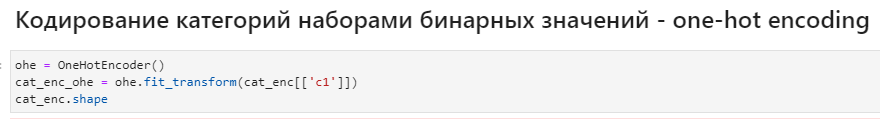 Кодирование категорий наборами бинарных значений - one-hot encoding
ohe = OneHotEncoder()
cat_enc_ohe = ohe.fit_transform(cat_enc[['c1']])
cat_enc.shape